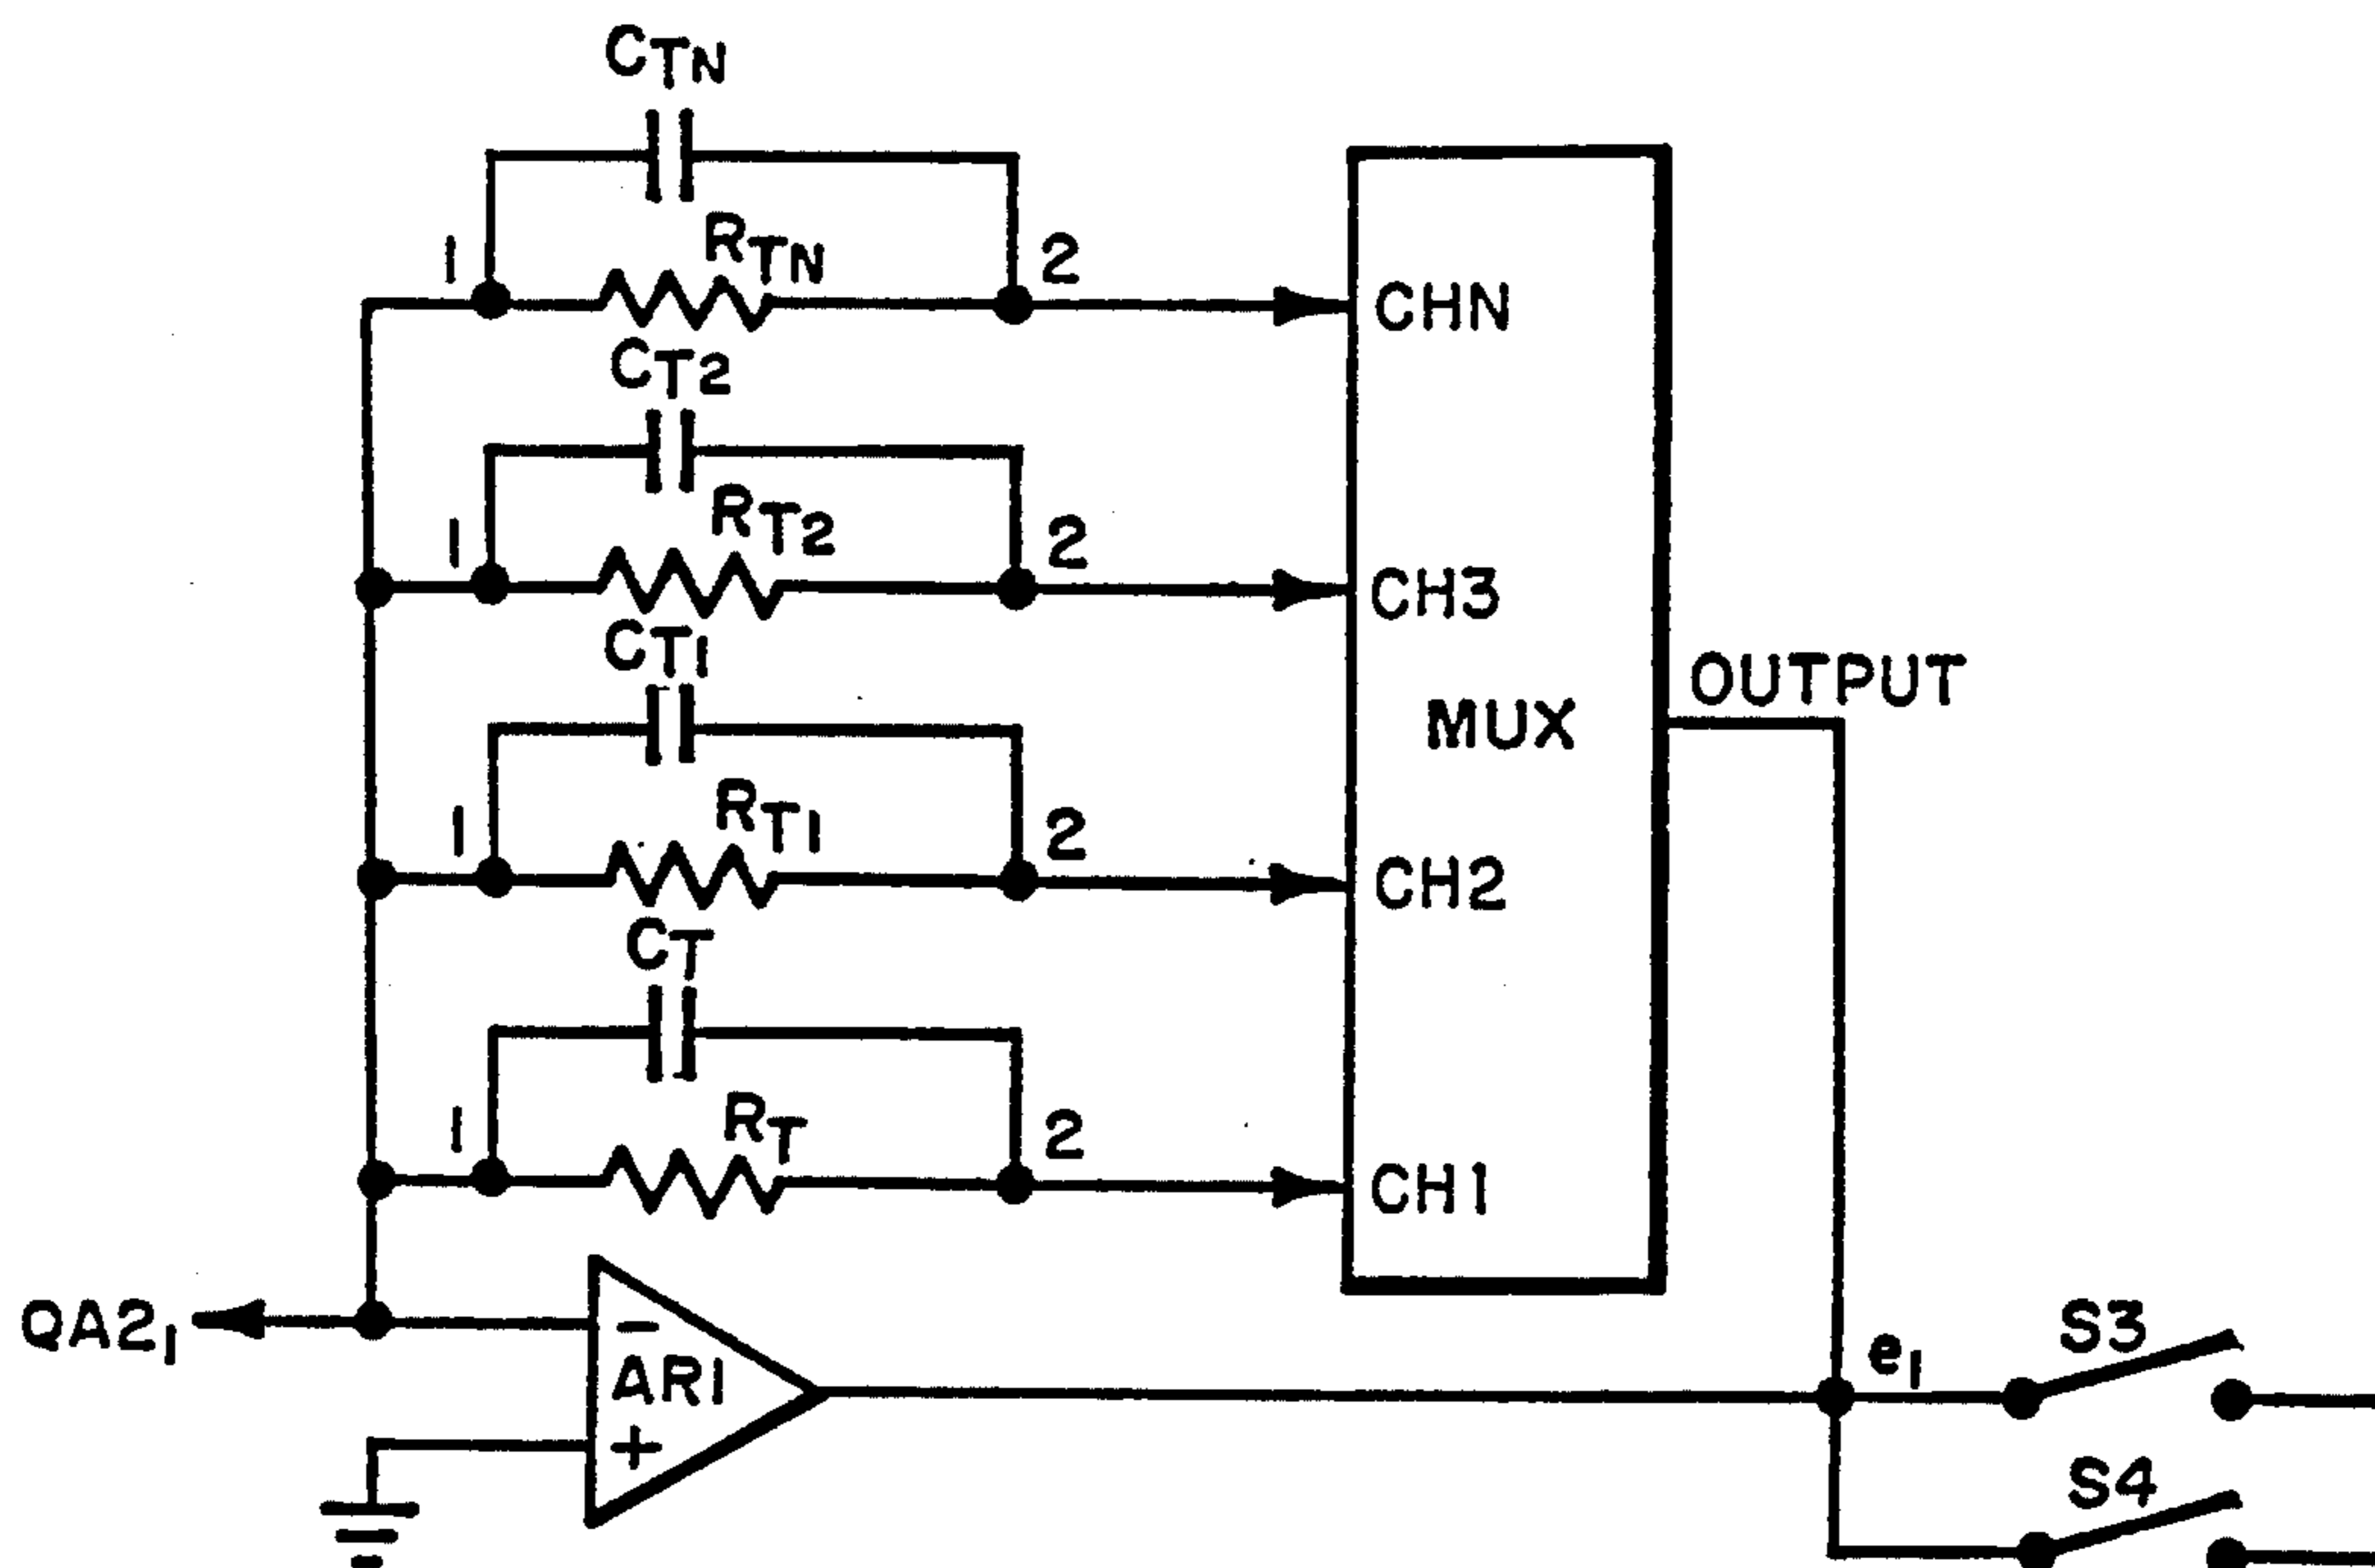 CTN
1
RTN
2
CHN
CT2
1
RT2
2
CH3
CT1
OUTPUT
MUX
1
RT1
2
CH2
CT
1
RT
2
CH1
QA21
-
AR1
+
e1
S3
S4